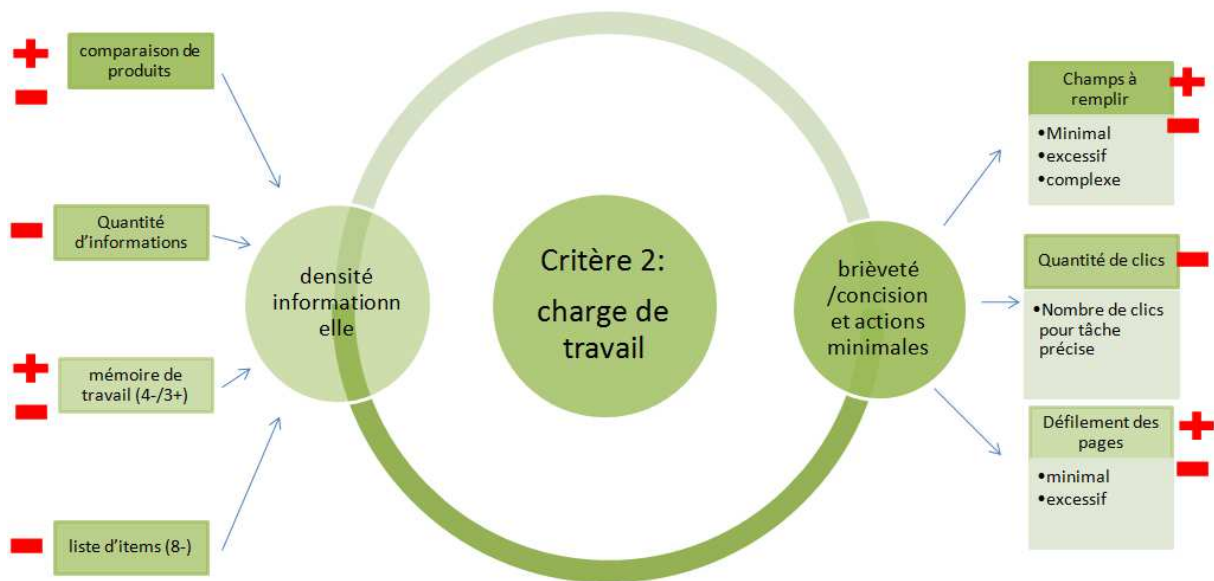 comparaison de
produits
Quantité
d'informations
mémoire de
travail (4-/3+)
liste d'items (8-)
densité
informationn
elle
Critère 2:
charge de
travail
brièveté
/concision
et actions
minimales
Champs à
remplir
•Minimal
•excessif
•complexe
Quantité de clics
•Nombre de clics
pour tâche
précise
Défilement des
pages
•minimal
•excessif